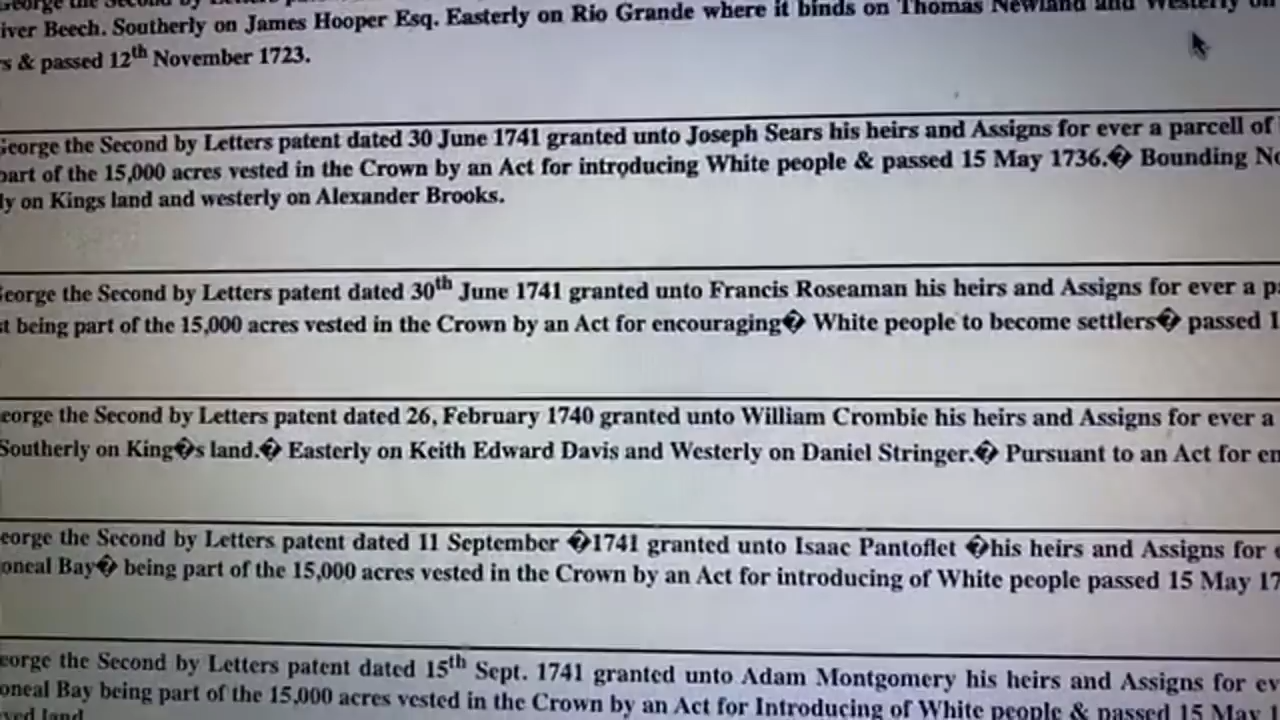 George the Second by Letters
iver Beech. Southerly on James Hooper Esq. Easterly on Rio Grande where it binds on Thomas Newland and Westerly on
s & passed 12th November 1723.
George the Second by Letters patent dated 30 June 1741 granted unto Joseph Sears his heirs and Assigns for ever a parcell of
part of the 15,000 acres vested in the Crown by an Act for introducing White people & passed 15 May 1736.� Bounding No
ly on Kings land and westerly on Alexander Brooks.
George the Second by Letters patent dated 30th June 1741 granted unto Francis Roseaman his heirs and Assigns for ever a p
st being part of the 15,000 acres vested in the Crown by an Act for encouraging� White people to become settlers� passed 1
eorge the Second by Letters patent dated 26, February 1740 granted unto William Crombie his heirs and Assigns for ever a
Southerly on King�s land.� Easterly on Keith Edward Davis and Westerly on Daniel Stringer.� Pursuant to an Act for en
eorge the Second by Letters patent dated 11 September �1741 granted unto Isaac Pantoflet �his heirs and Assigns for
oneal Bay� being part of the 15,000 acres vested in the Crown by an Act for introducing of White people passed 15 May 17
eorge the Second by Letters patent dated 15th Sept. 1741 granted unto Adam Montgomery his heirs and Assigns for ev
oneal Bay being part of the 15,000 acres vested in the Crown by an Act for Introducing of White people & passed 15 May 1
land